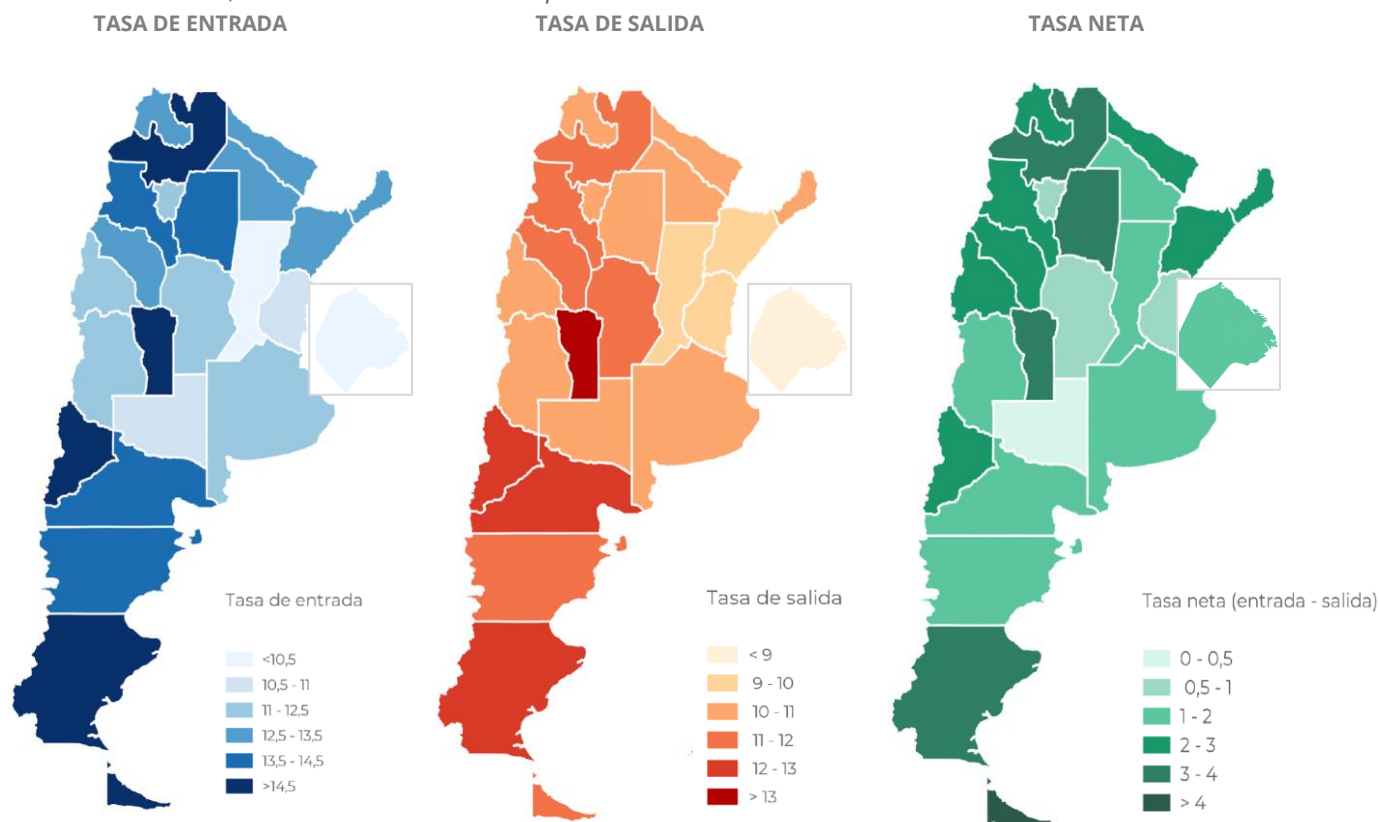 TASA DE ENTRADA
TASA DE SALIDA
TASA NETA
Tasa de entrada
<10,5
10,5 - 11
11 - 12,5
12,5 - 13,5
13,5 - 14,5
>14,5
Tasa de salida
< 9
9 - 10
10 - 11
11 - 12
12 - 13
> 13
Tasa neta (entrada - salida)
0 - 0,5
0,5 - 1
1 - 2
2 - 3
3 - 4
> 4